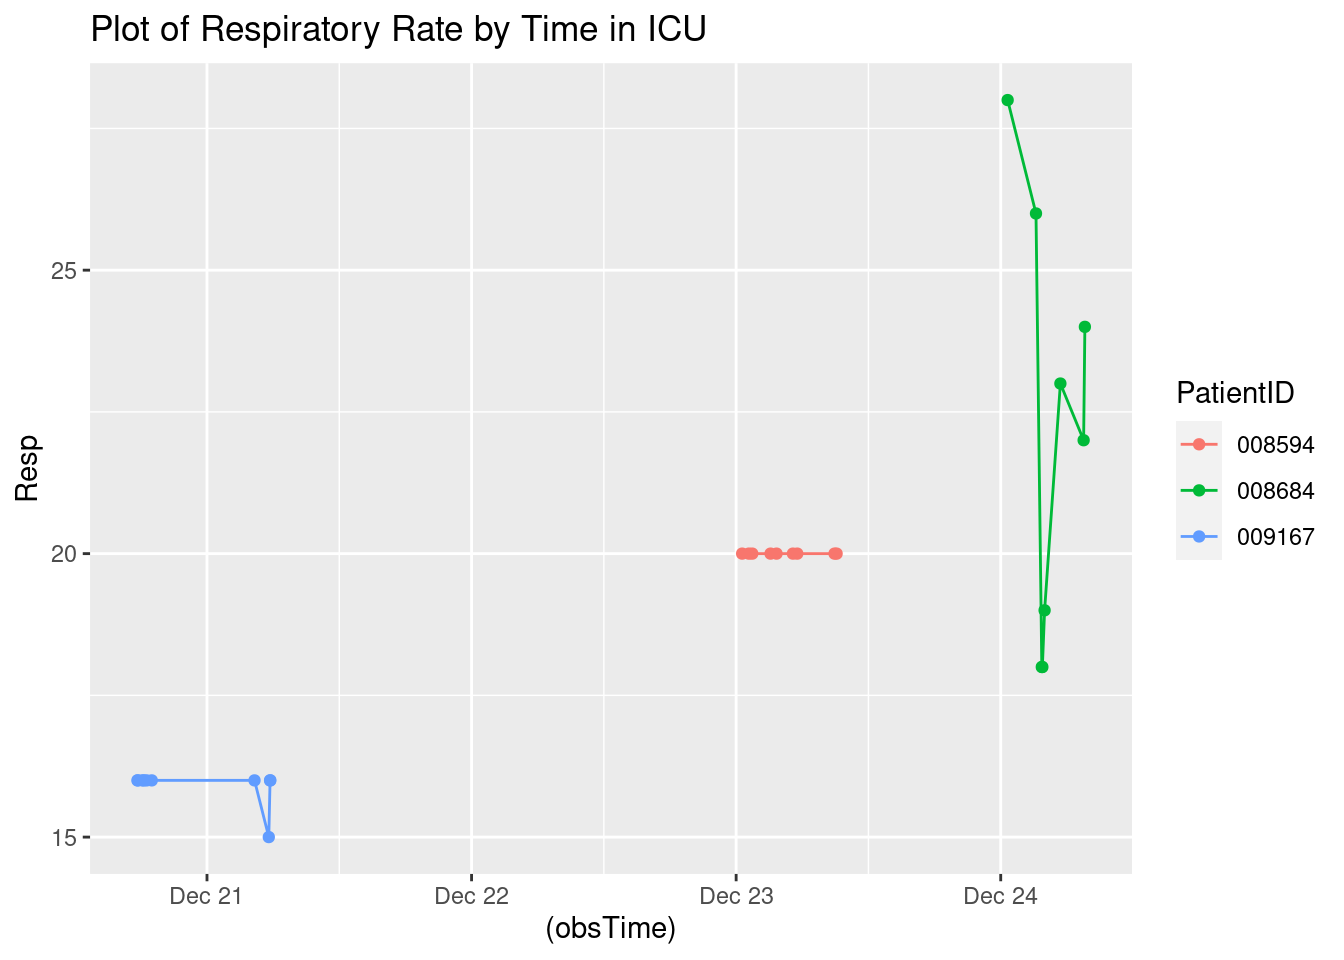 Plot of Respiratory Rate by Time in ICU
Resp
25
20
15
Dec 21
Dec 22
Dec 23
Dec 24
(obsTime)
PatientID
008594
008684
009167